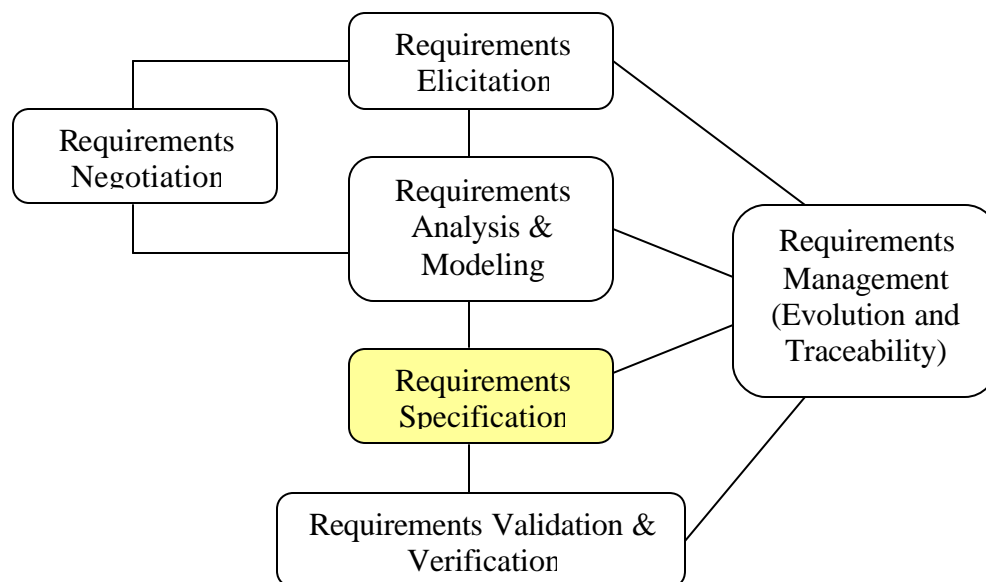 Requirements
Elicitation
Requirements
Negotiation
Requirements
Analysis &
Modeling
Requirements
Management
(Evolution and
Traceability)
Requirements
Specification
Requirements Validation &
Verification